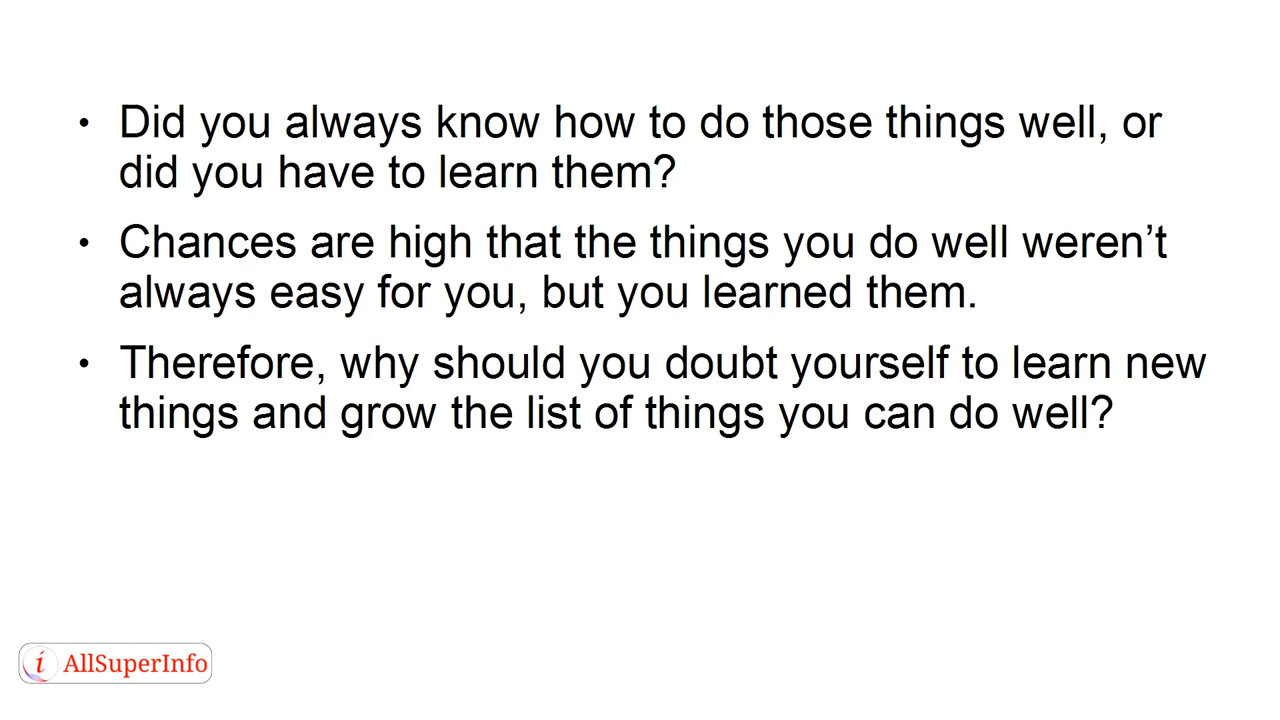 • Did you always know how to do those things well, or
did you have to learn them?
• Chances are high that the things you do well weren’t
always easy for you, but you learned them.
• Therefore, why should you doubt yourself to learn new
things and grow the list of things you can do well?
i AllSuperInfo